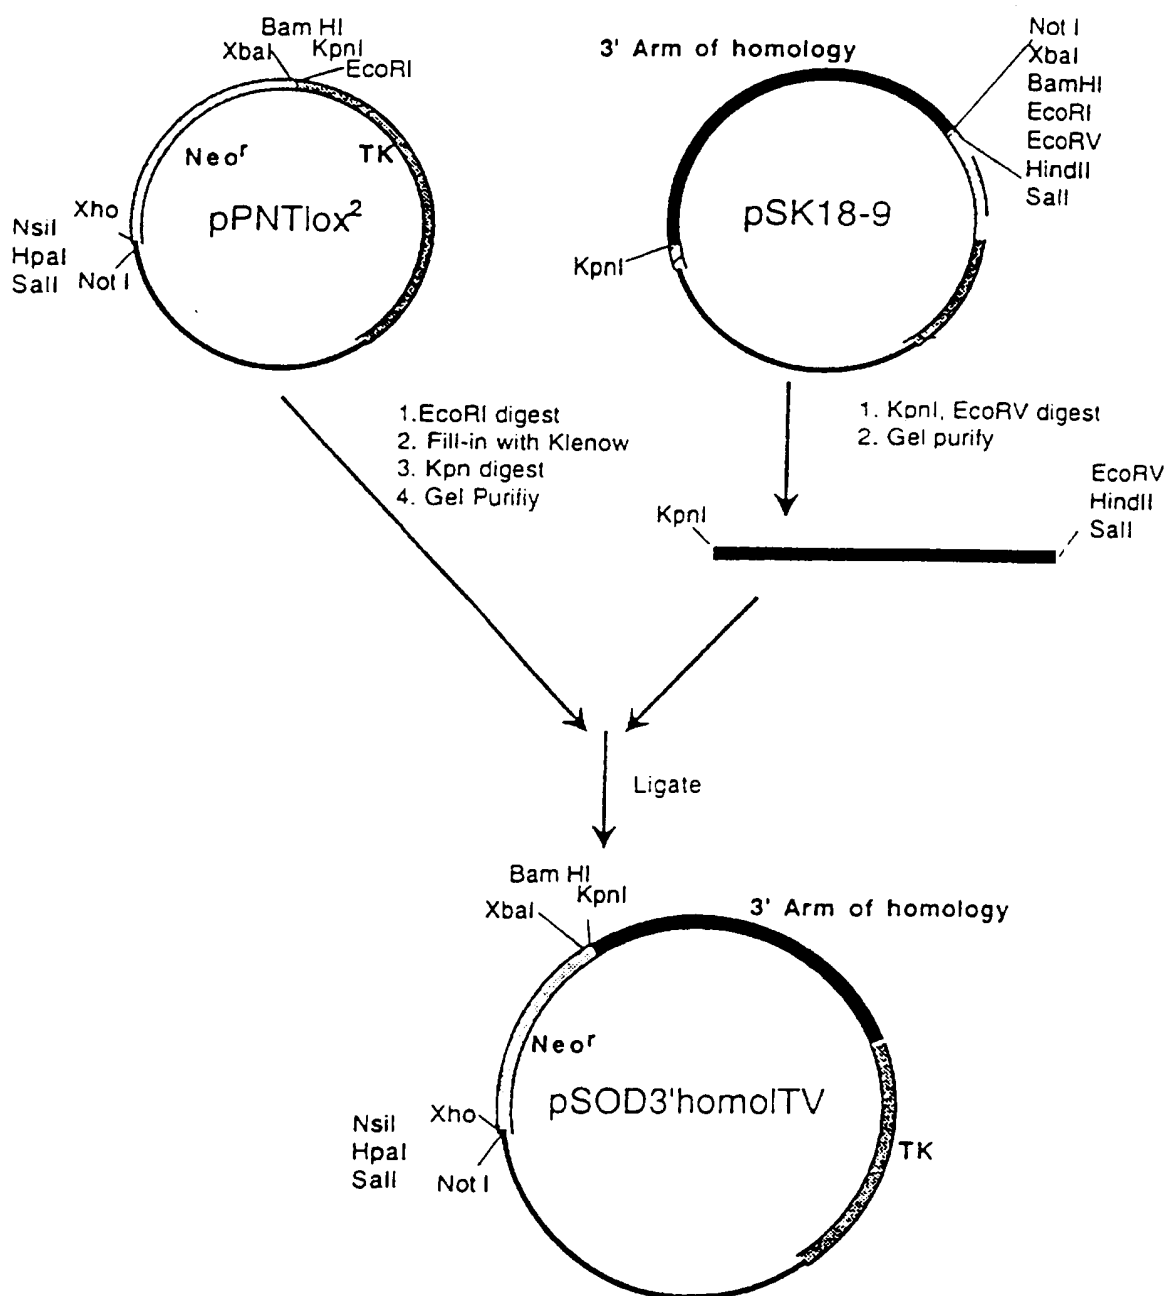 Bam HI
XbaI KpnI
EcoRI
Neor
TK
pPNTlox2
Xho
NsiI
HpaI
SalI
Not I
3' Arm of homology
Not I
XbaI
BamHI
EcoRI
EcoRV
HindII
SalI
pSK18-9
KpnI
1.EcoRI digest
2. Fill-in with Klenow
3. Kpn digest
4. Gel Purifiy
1. KpnI, EcoRV digest
2. Gel purify
KpnI
EcoRV
HindII
SalI
Ligate
Bam HI
XbaI KpnI
3' Arm of homology
Neor
pSOD3'homolTV
Xho
NsiI
HpaI
SalI
Not I
TK